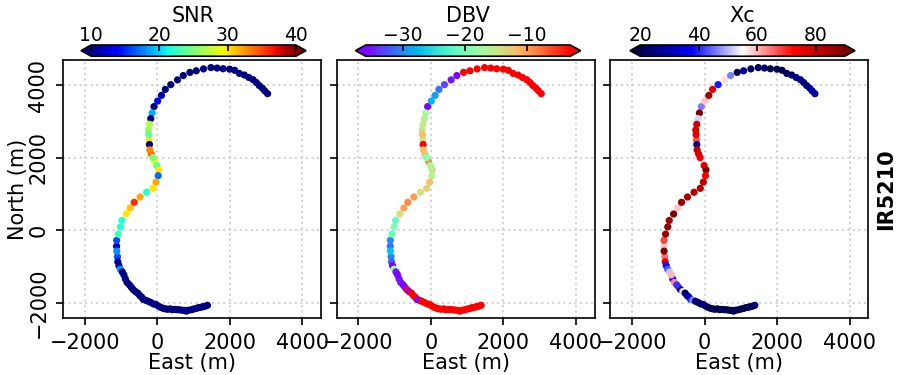 SNR DBV Xc
10 20 30 40 −30 −20 −10 20 40 60 80
4000
2000
0
−2000
North (m)
IR5210
−2000 0 2000 4000 −2000 0 2000 4000 −2000 0 2000 4000
East (m) East (m) East (m)